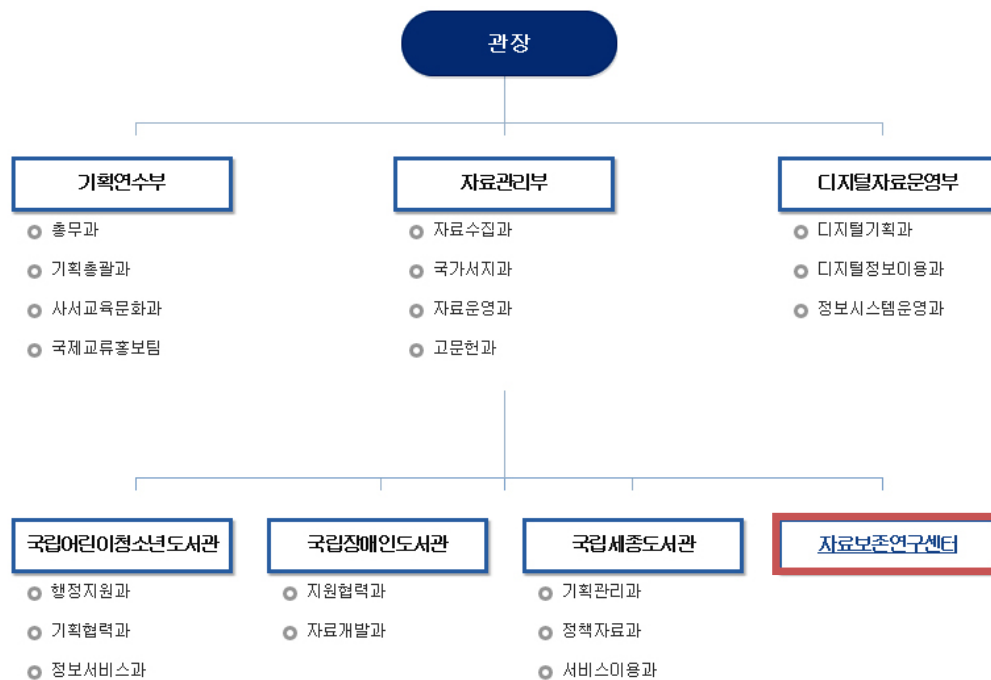 관장
기획연수부
총무과
기획총괄과
사서교육문화과
국제교류홍보팀
자료관리부
자료수집과
국가서지과
자료운영과
고문헌과
디지털자료운영부
디지털기획과
디지털정보이용과
정보시스템운영과
국립어린이청소년도서관
행정지원과
기획협력과
정보서비스과
국립장애인도서관
지원협력과
자료개발과
국립세종도서관
기획관리과
정책자료과
서비스이용과
자료보존연구센터